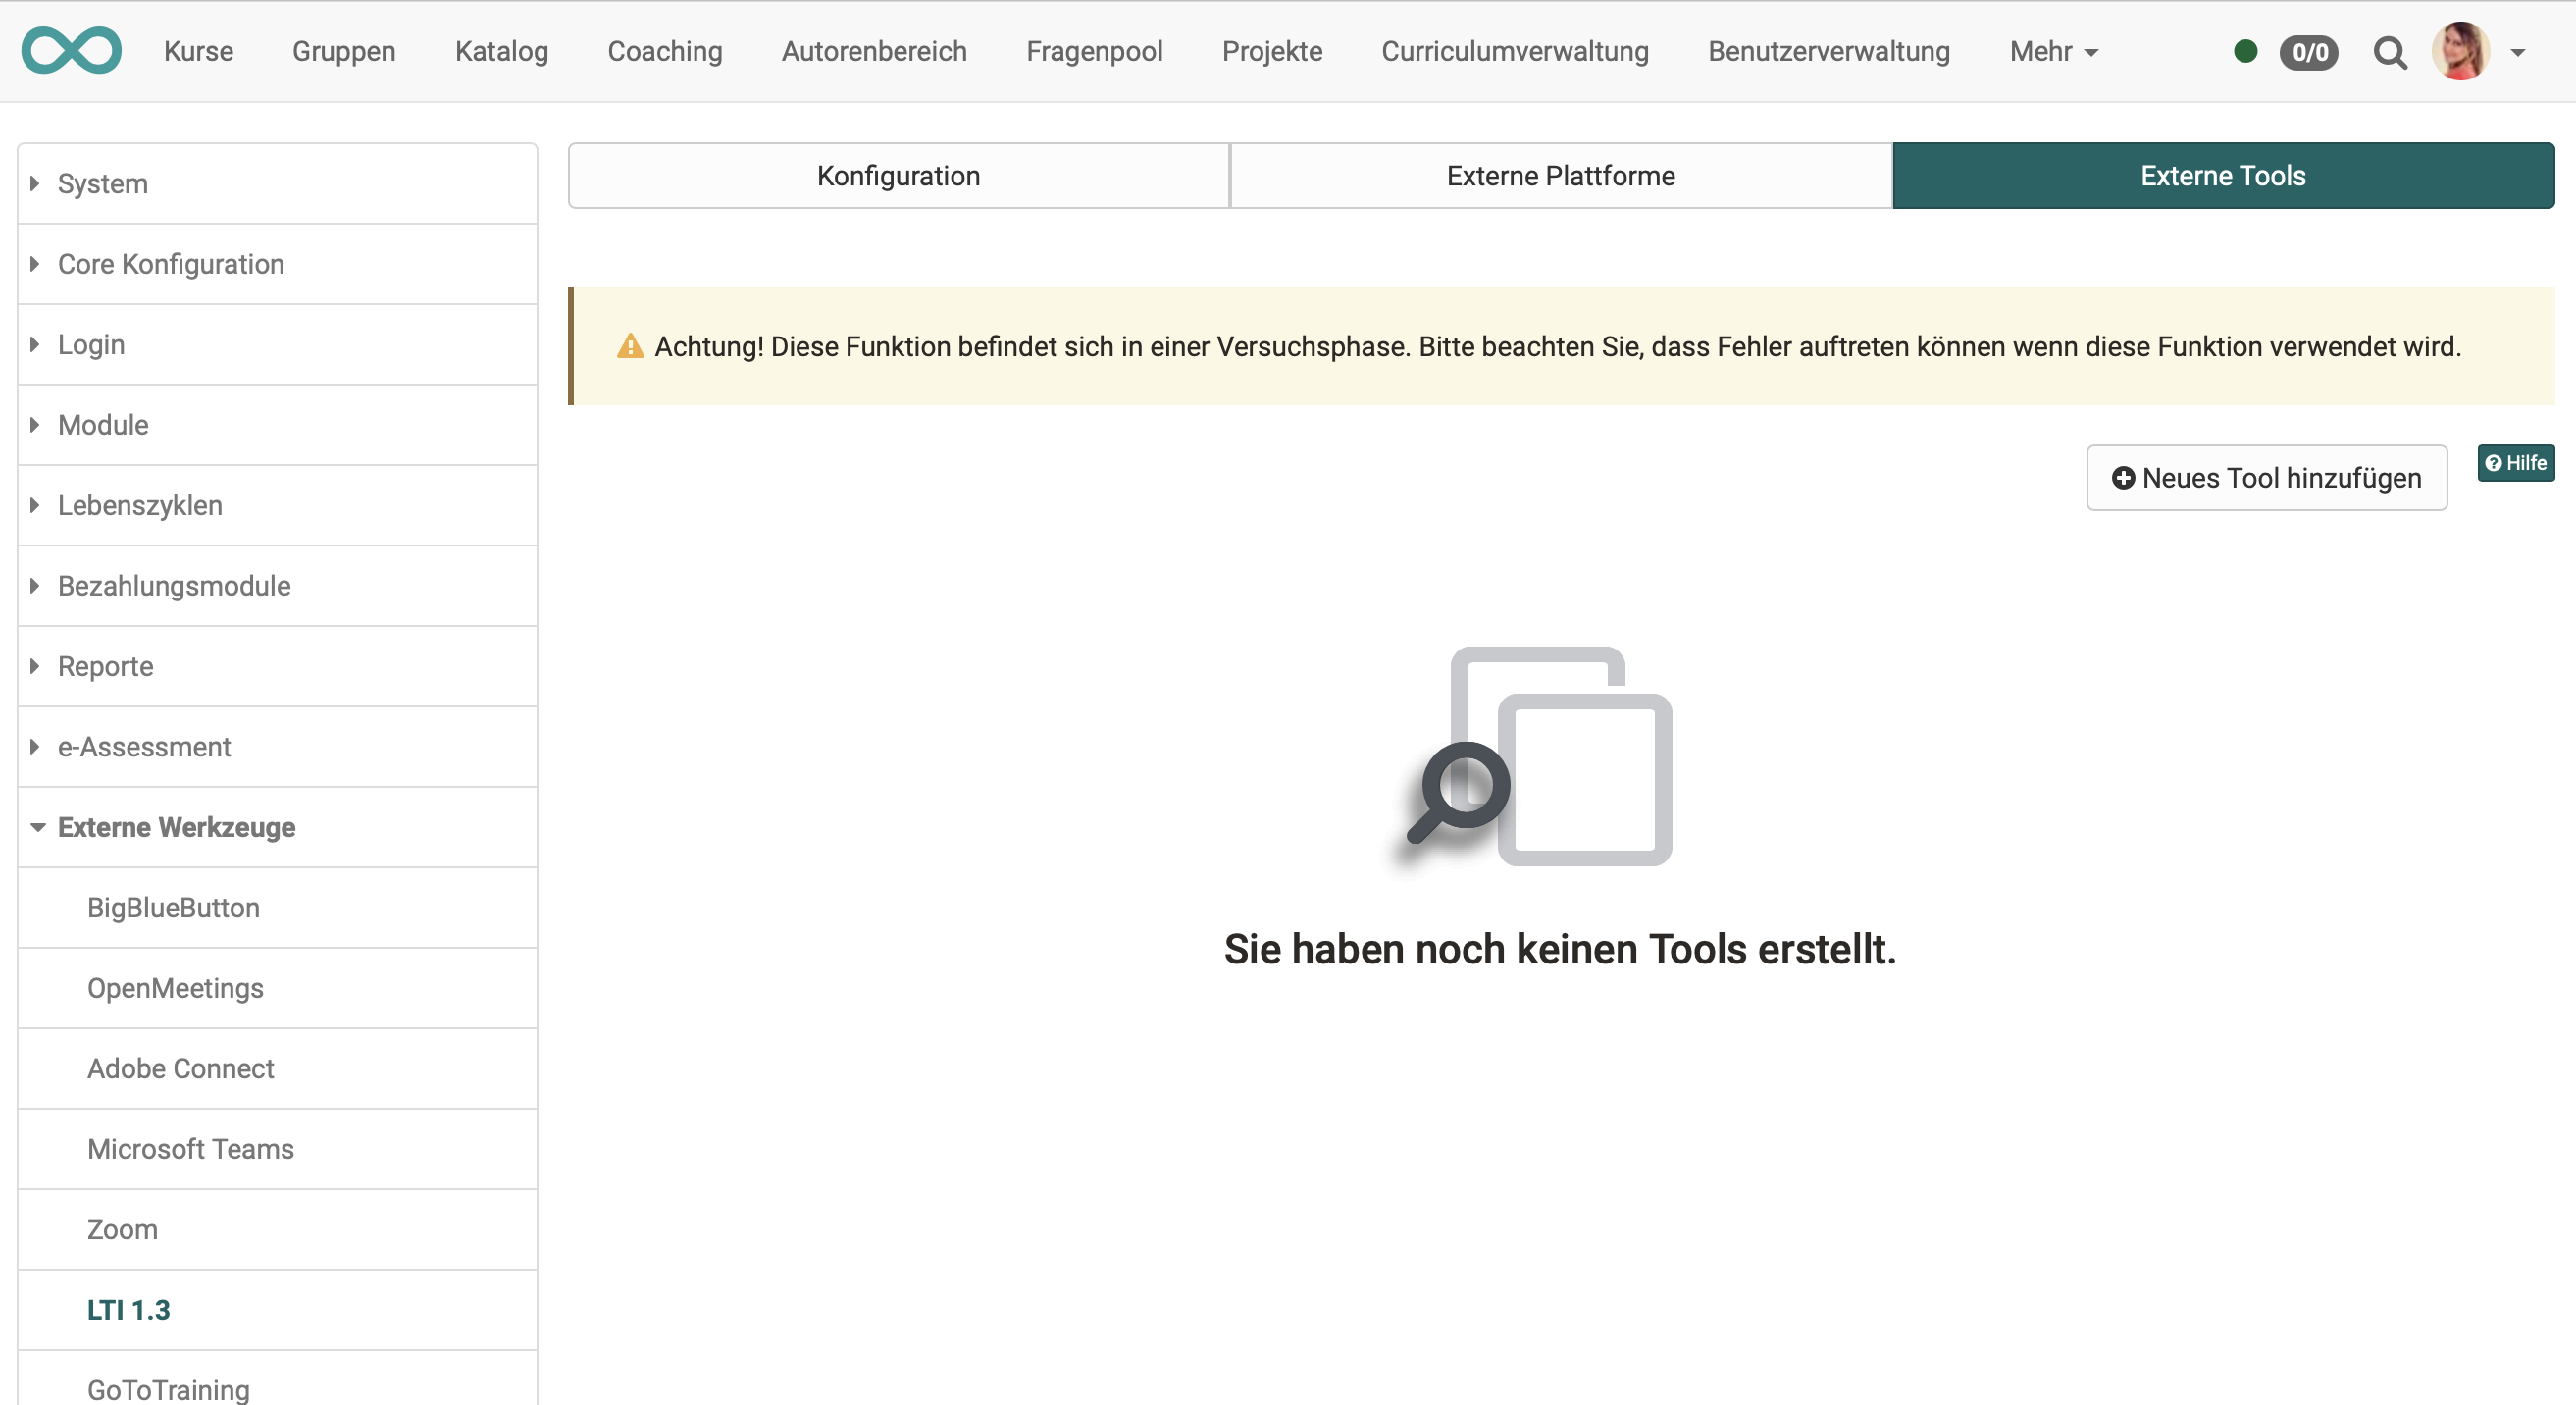 Kurse Gruppen Katalog Coaching Autorenbereich Fragenpool Projekte Curriculumverwaltung Benutzerverwaltung Mehr 0/0
System
Core Konfiguration
Login
Module
Lebenszyklen
Bezahlungsmodule
Reporte
e-Assessment
Externe Werkzeuge
BigBlueButton
OpenMeetings
Adobe Connect
Microsoft Teams
Zoom
LTI 1.3
GoToTraining
Konfiguration Externe Plattforme Externe Tools
Achtung! Diese Funktion befindet sich in einer Versuchsphase. Bitte beachten Sie, dass Fehler auftreten können wenn diese Funktion verwendet wird.
Neues Tool hinzufügen Hilfe
Sie haben noch keinen Tools erstellt.